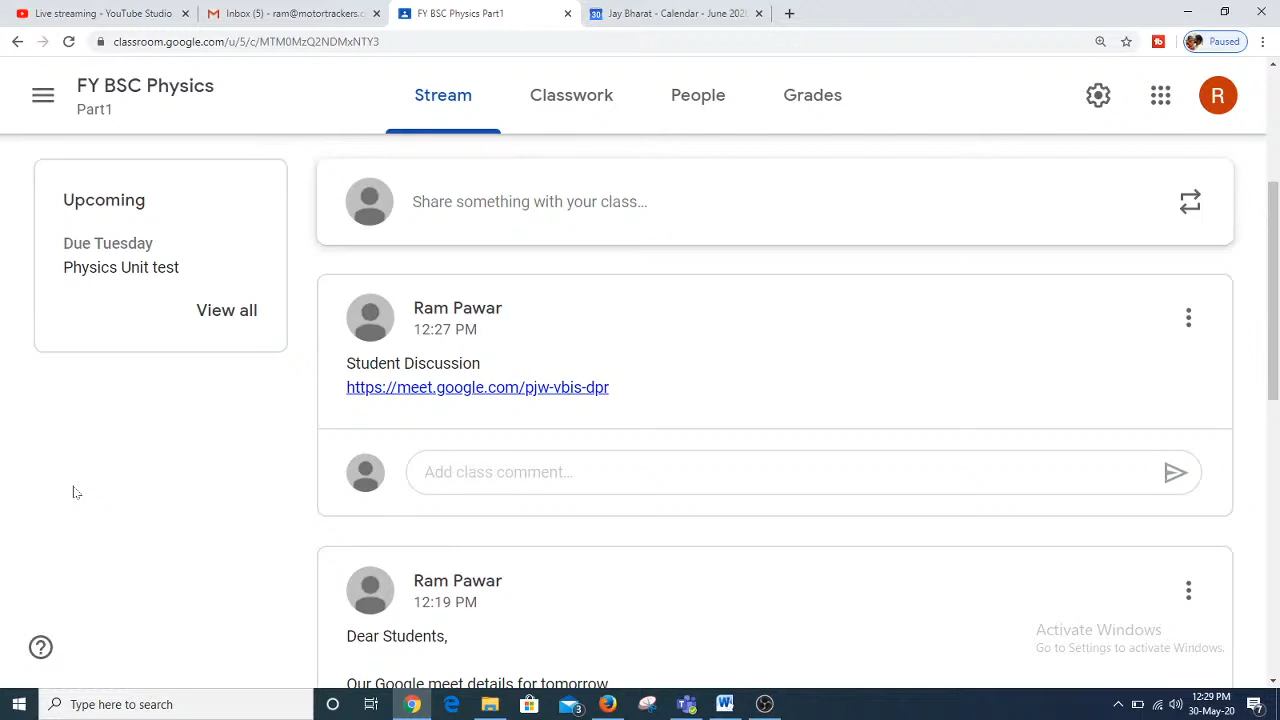 Live streaming - YouTube Studio
Inbox (5) - ram@motorcrackers.c
FY BSC Physics Part1
Jay Bharat - Calendar - June 202
classroom.google.com/u/5/c/MTM0MzQ2NDMxNTY3
Paused
FY BSC Physics
Part1
Stream
Classwork
People
Grades
R
Upcoming
Due Tuesday
Physics Unit test
View all
Share something with your class...
Ram Pawar
12:27 PM
Student Discussion
https://meet.google.com/pjw-vbis-dpr
Add class comment...
Ram Pawar
12:19 PM
Dear Students,
Our Google meet details for tomorrow
Activate Windows
Go to Settings to activate Windows.
Type here to search
12:29 PM
30-May-20